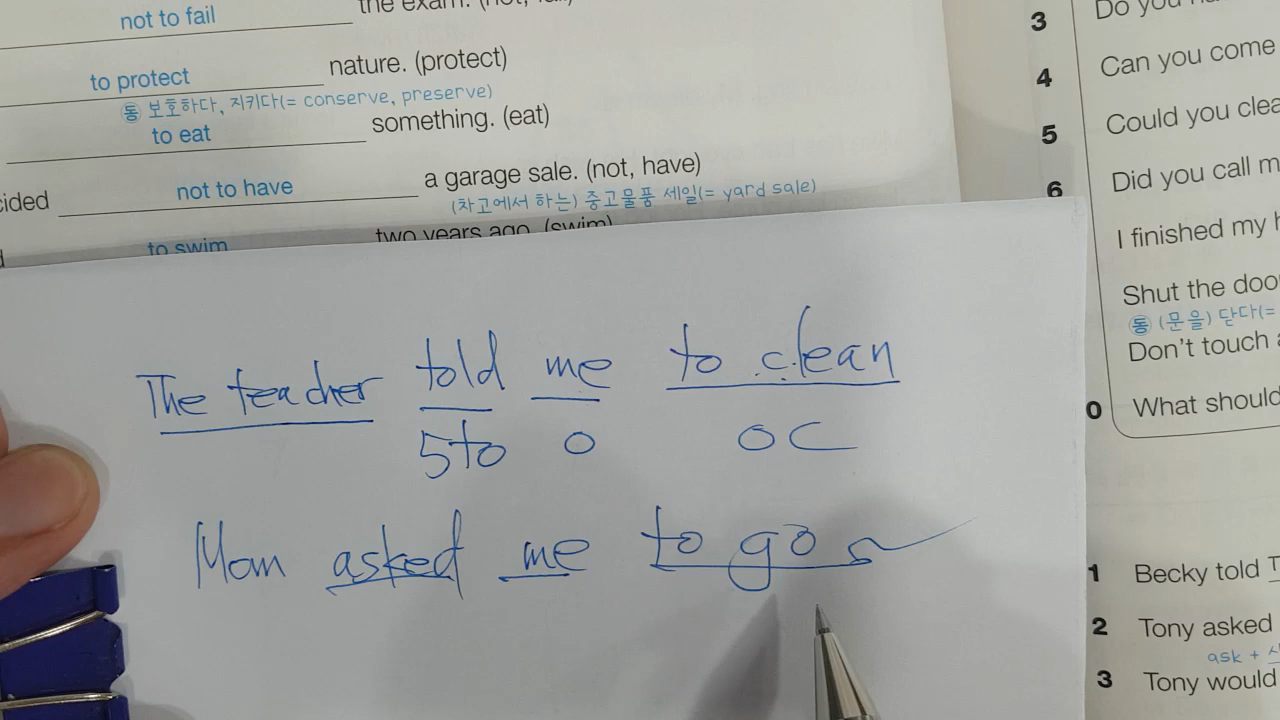 not to fail
the exam. (not, fail)
to protect nature. (protect)
동 보호하다, 지키다(= conserve, preserve)
to eat something. (eat)
not to have a garage sale. (not, have)
(차고에서 하는) 중고물품 세일(= yard sale)
to swim two years ago. (swim)
The teacher told me to clean
5to O OC
Mom asked me to go
3 Do you
4 Can you come
5 Could you
6 Did you call
I finished my
Shut the
동 (문을) 닫다(=
Don't touch
0 What should
1 Becky told
2 Tony asked
ask +
3 Tony would